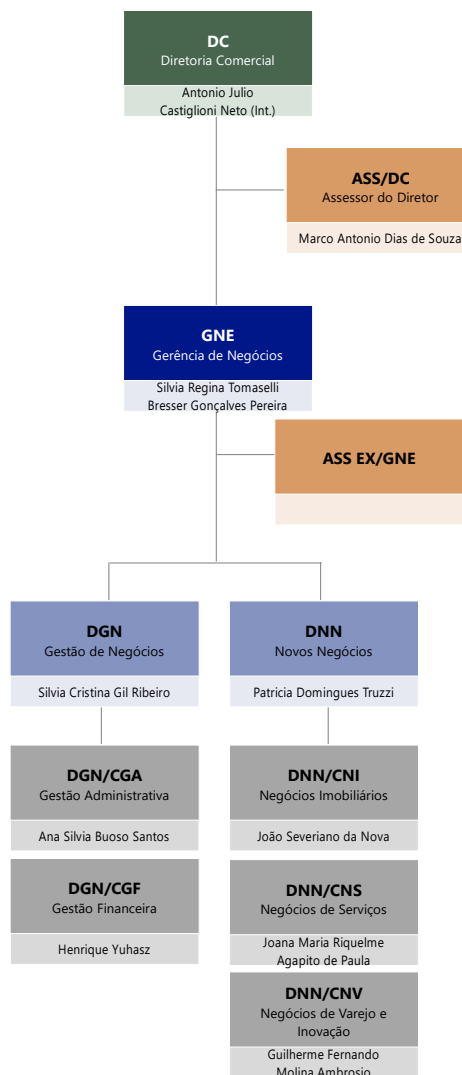 DC
Diretoria Comercial
Antonio Julio
Castiglioni Neto (Int.)
ASS/DC
Assessor do Diretor
Marco Antonio Dias de Souza
GNE
Gerência de Negócios
Silvia Regina Tomaselli
Bresser Gonçalves Pereira
ASS EX/GNE
DGN
Gestão de Negócios
Silvia Cristina Gil Ribeiro
DNN
Novos Negócios
Patricia Domingues Truzzi
DGN/CGA
Gestão Administrativa
Ana Silvia Buoso Santos
DNN/CNI
Negócios Imobiliários
João Severiano da Nova
DGN/CGF
Gestão Financeira
Henrique Yuhasz
DNN/CNS
Negócios de Serviços
Joana Maria Riquelme
Agapito de Paula
DNN/CNV
Negócios de Varejo e
Inovação
Guilherme Fernando
Molina Ambrosio